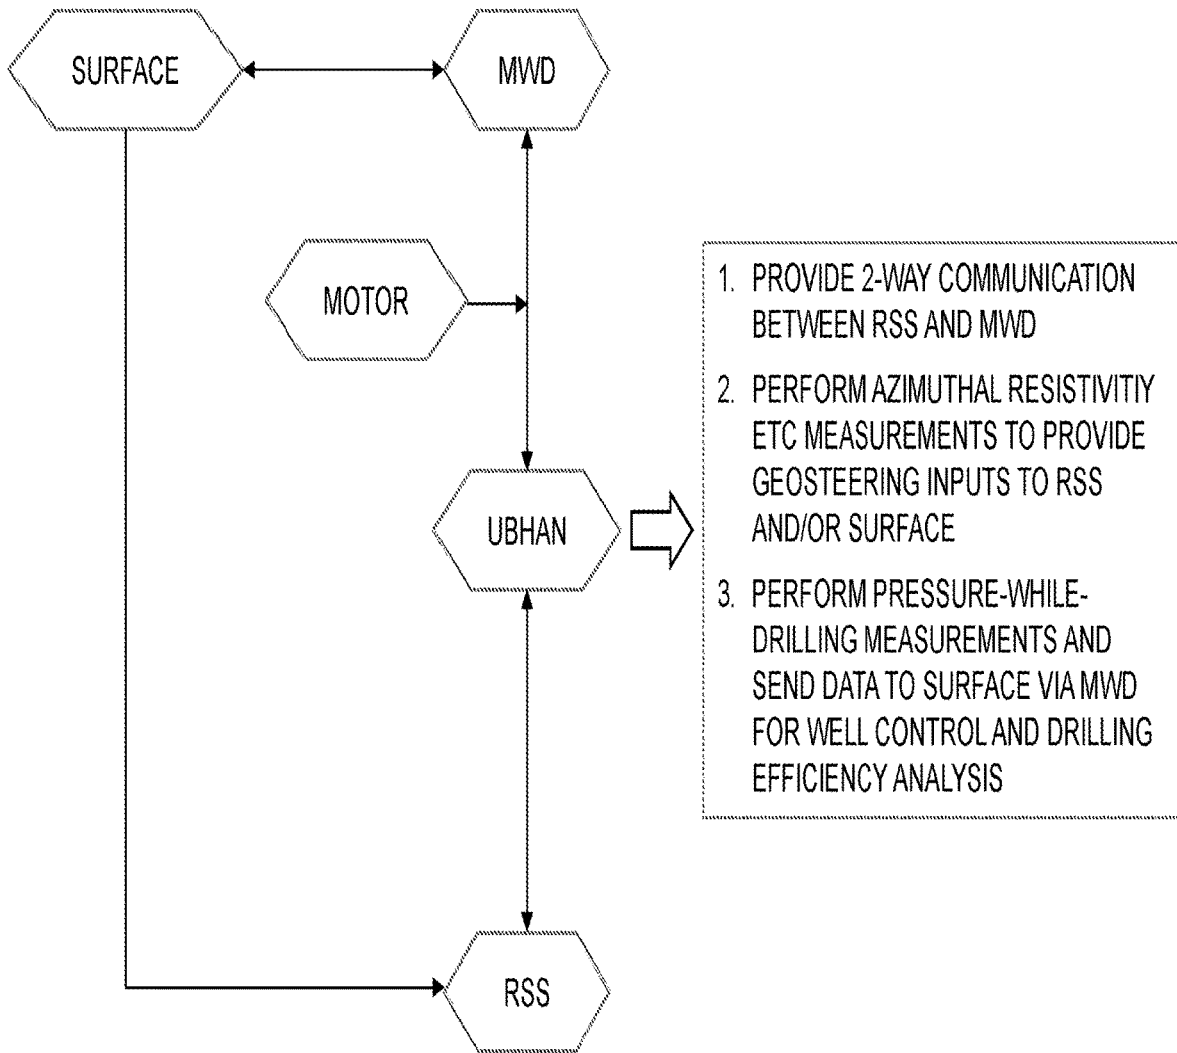 SURFACE
MWD
MOTOR
UBHAN
RSS
1. PROVIDE 2-WAY COMMUNICATION
BETWEEN RSS AND MWD
2. PERFORM AZIMUTHAL RESISTIVITIY
ETC MEASUREMENTS TO PROVIDE
GEOSTEERING INPUTS TO RSS
AND/OR SURFACE
3. PERFORM PRESSURE-WHILE-
DRILLING MEASUREMENTS AND
SEND DATA TO SURFACE VIA MWD
FOR WELL CONTROL AND DRILLING
EFFICIENCY ANALYSIS